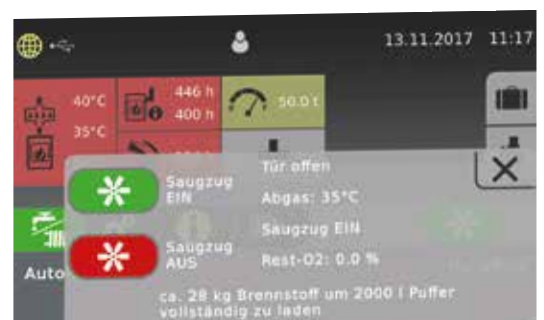 13.11.2017 11:17
40°C
35°C
446 h
400 h
50.0 t
Saugzug
EIN
Saugzug
AUS
Tür offen
Abgas: 35°C
Saugzug EIN
Rest-O2: 0.0 %
Auto
ca. 28 kg Brennstoff um 2000 l Puffer
vollständig zu laden